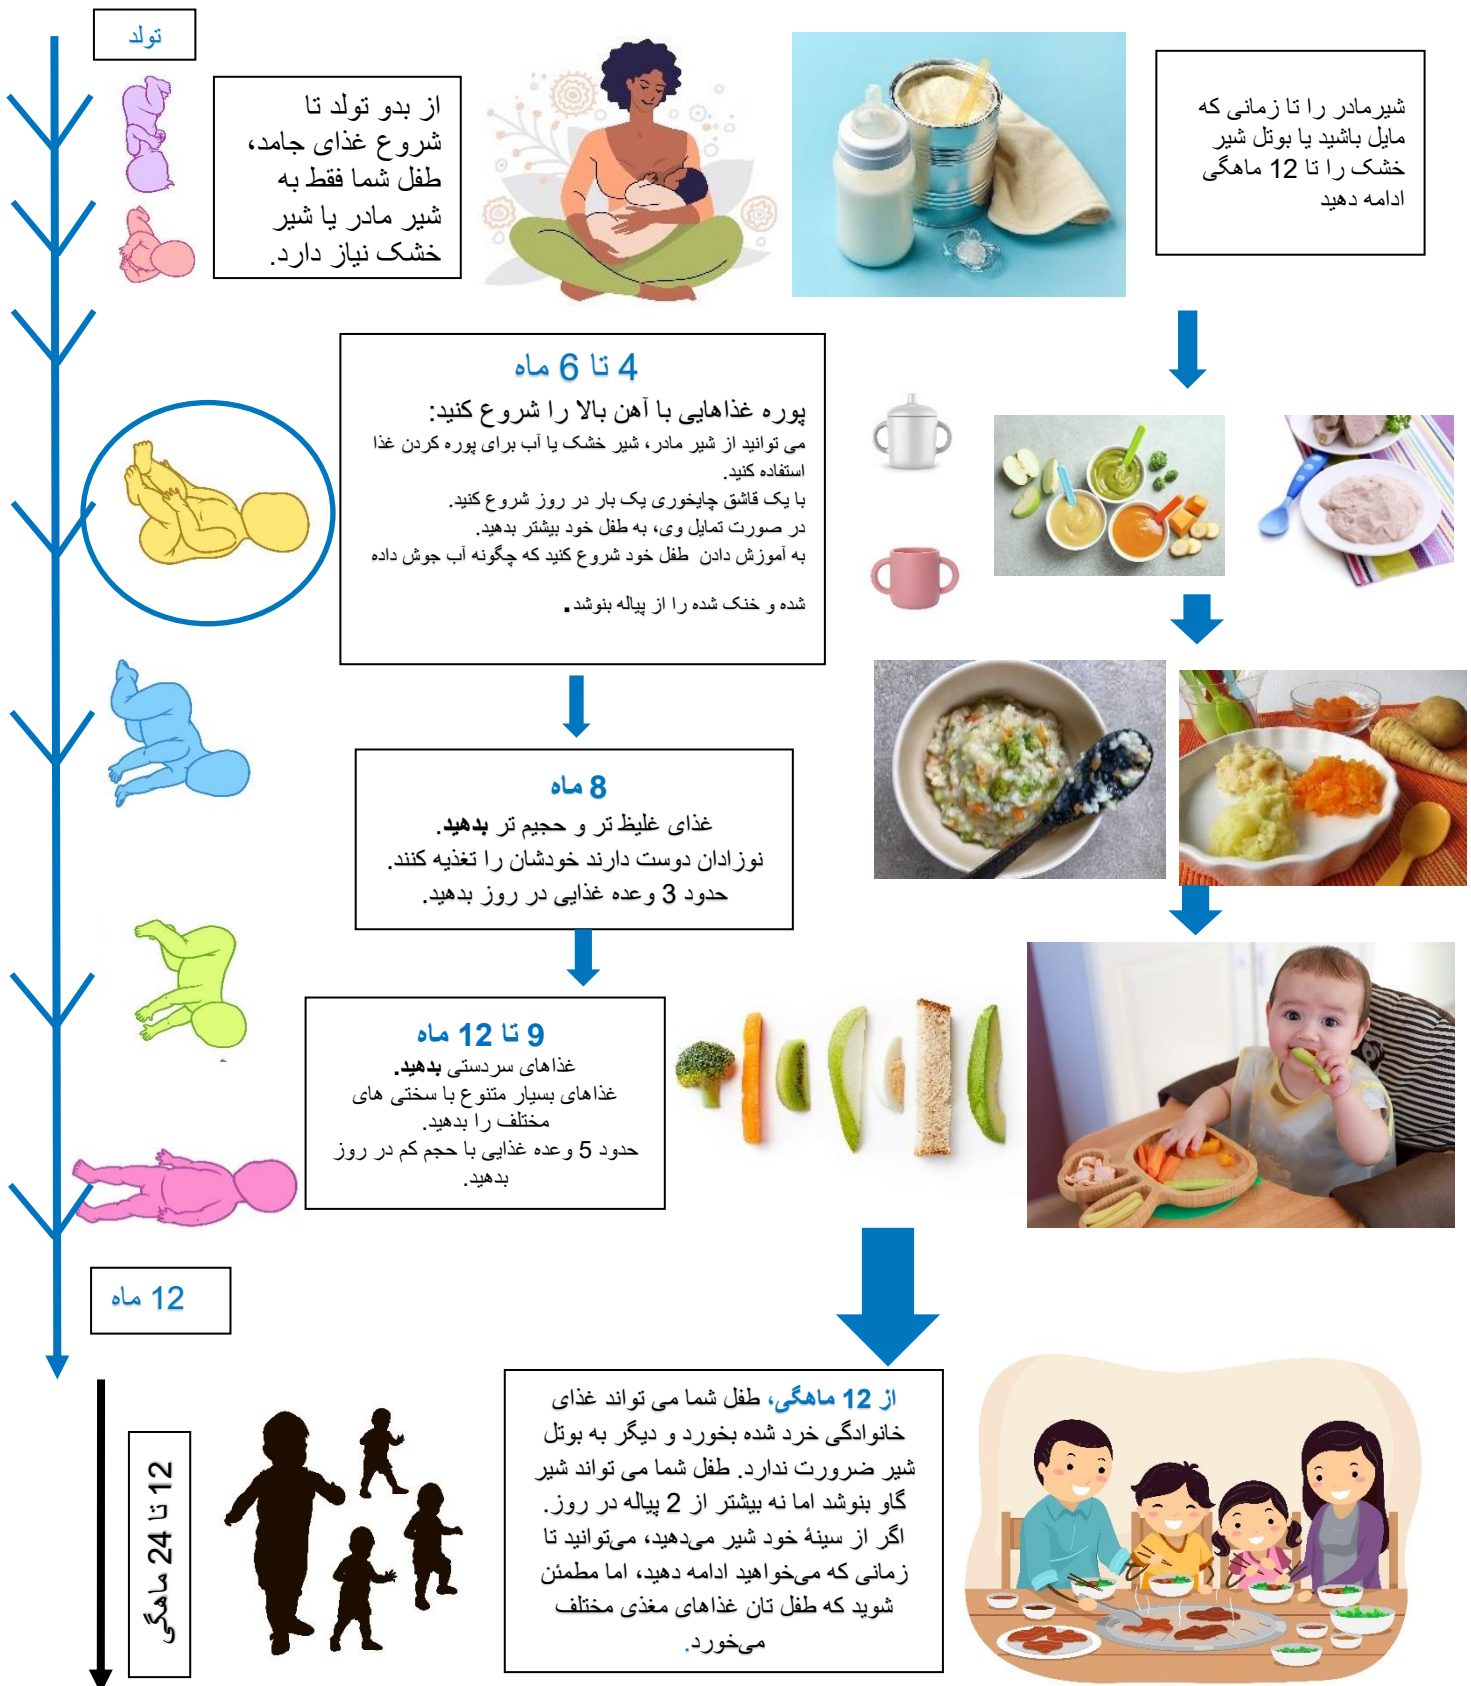 تولد
از بدو تولد تا
شروع غذای جامد،
طفل شما فقط به
شیر مادر یا شیر
خشک نیاز دارد.
شیرمادر را تا زمانی که
مایل باشید یا بوتل شیر
خشک را تا 12 ماهگی
ادامه دهید
4 تا 6 ماه
پوره غذاهایی با آهن بالا را شروع کنید:
می توانید از شیر مادر، شیر خشک یا آب برای پوره کردن غذا
استفاده کنید.
با یک قاشق چایخوری یک بار در روز شروع کنید.
در صورت تمایل وی، به طفل خود بیشتر بدهید.
به آموزش دادن طفل خود شروع کنید که چگونه آب جوش داده
شده و خنک شده را از پیاله بنوشد.
8 ماه
غذای غلیظ تر و حجیم تر بدهید.
نوزادان دوست دارند خودشان را تغذیه کنند.
حدود 3 وعده غذایی در روز بدهید.
9 تا 12 ماه
غذاهای سردستی بدهید.
غذاهای بسیار متنوع با سختی های
مختلف را بدهید.
حدود 5 وعده غذایی با حجم کم در روز
بدهید.
12 ماه
12 تا 24 ماهگی
از 12 ماهگی، طفل شما می تواند غذای
خانوادگی خرد شده بخورد و دیگر به بوتل
شیر ضرورت ندارد. طفل شما می تواند شیر
گاو بنوشد اما نه بیشتر از 2 پیاله در روز.
اگر از سینۀ خود شیر می‌دهید، می‌توانید تا
زمانی که می‌خواهید ادامه دهید، اما مطمئن
شوید که طفل تان غذاهای مغذی مختلف
می‌خورد.